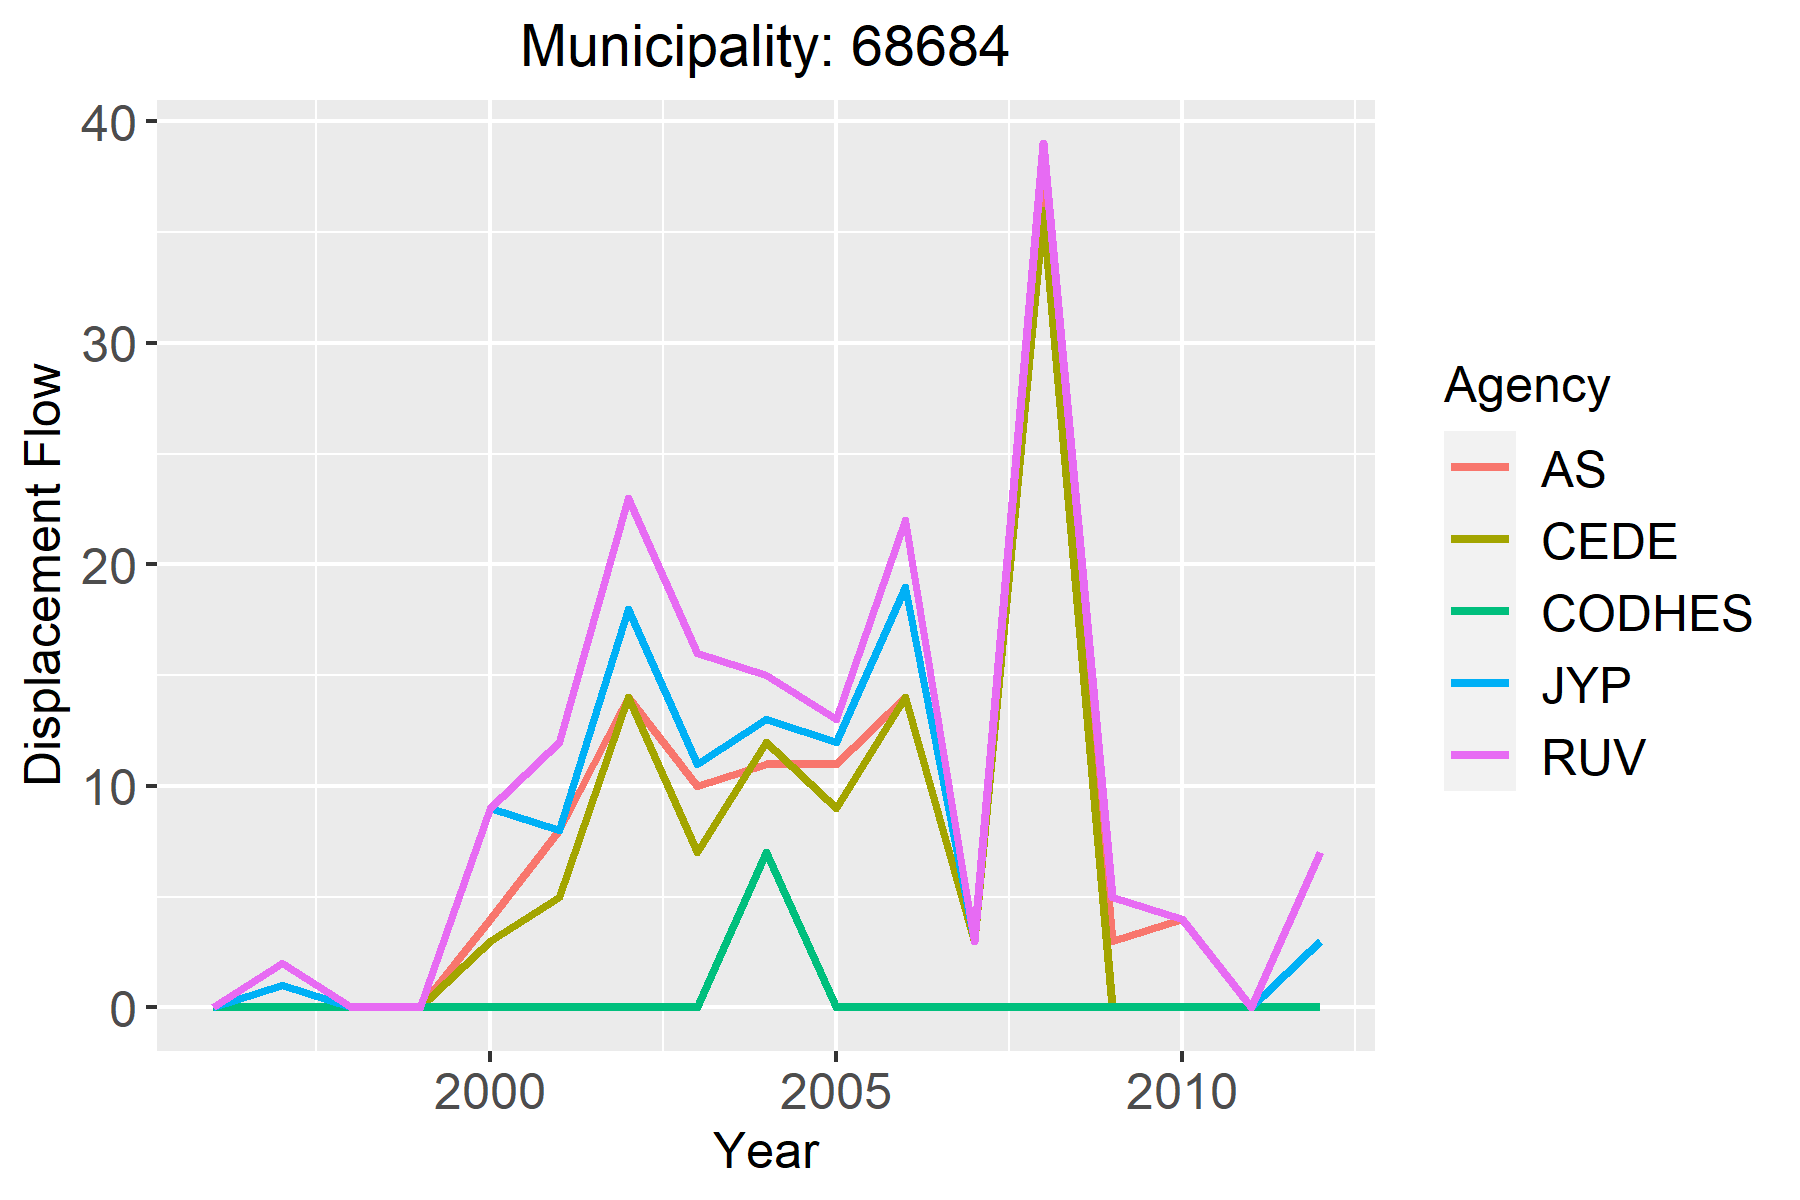 Municipality: 68684
Displacement Flow
40
30
20
10
0
2000 2005 2010
Year
Agency
AS
CEDE
CODHES
JYP
RUV